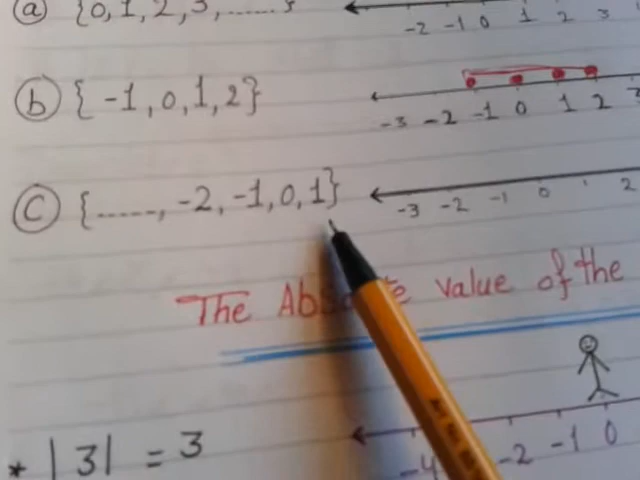 (a) {0, 1, 2, 3, ......}
-2 -1 0 1 2 3
(b) { -1, 0, 1, 2}
-3 -2 -1 0 1 2
(c) {....., -2, -1, 0, 1}
-3 -2 -1 0 1 2
The value of the
-2 -1 0
* |3| = 3